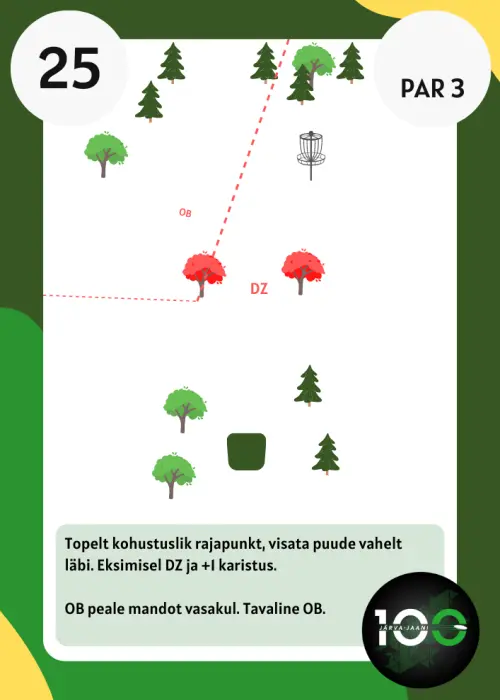 25
PAR 3
OB
DZ
Topelt kohustuslik rajapunkt, visata puude vahelt
läbi. Eksimisel DZ ja +1 karistus.
OB peale mandot vasakul. Tavaline OB.
100
JÄRVA-JAANI